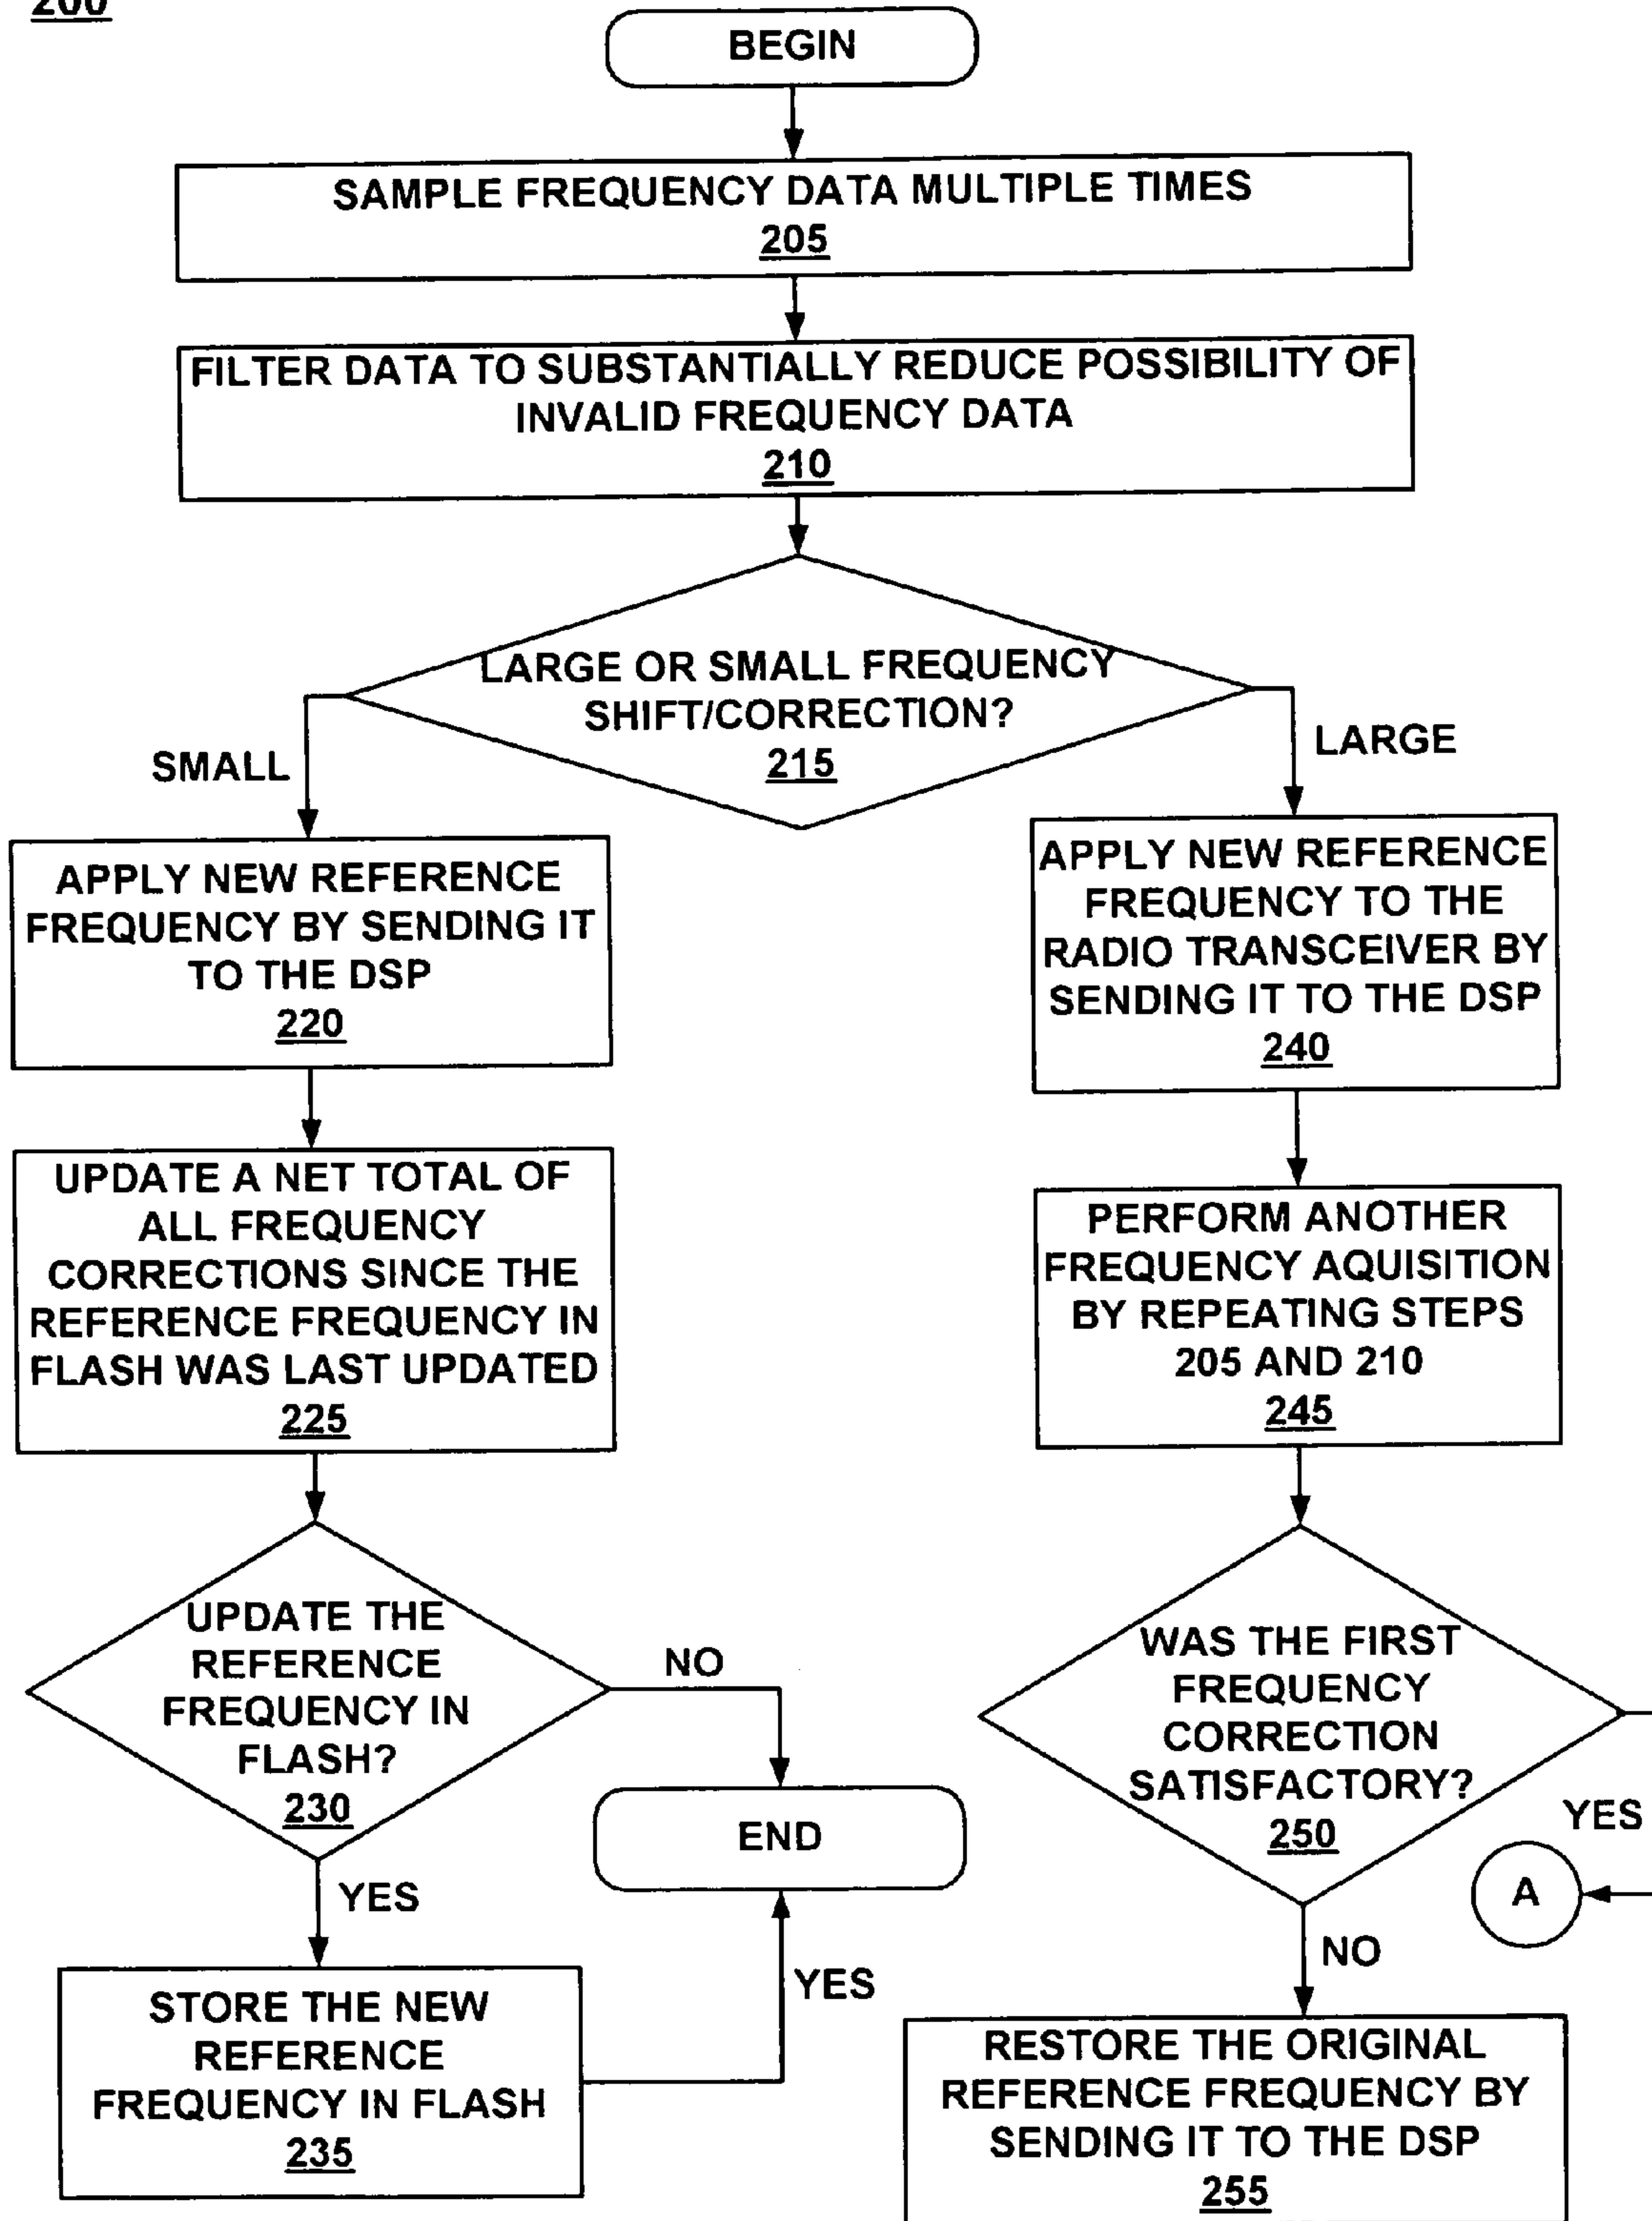 200
BEGIN
SAMPLE FREQUENCY DATA MULTIPLE TIMES
205
FILTER DATA TO SUBSTANTIALLY REDUCE POSSIBILITY OF
INVALID FREQUENCY DATA
210
LARGE OR SMALL FREQUENCY
SHIFT/CORRECTION?
215
SMALL
LARGE
APPLY NEW REFERENCE
FREQUENCY BY SENDING IT
TO THE DSP
220
APPLY NEW REFERENCE
FREQUENCY TO THE
RADIO TRANSCEIVER BY
SENDING IT TO THE DSP
240
UPDATE A NET TOTAL OF
ALL FREQUENCY
CORRECTIONS SINCE THE
REFERENCE FREQUENCY IN
FLASH WAS LAST UPDATED
225
PERFORM ANOTHER
FREQUENCY AQUISITION
BY REPEATING STEPS
205 AND 210
245
UPDATE THE
REFERENCE
FREQUENCY IN
FLASH?
230
NO
WAS THE FIRST
FREQUENCY
CORRECTION
SATISFACTORY?
250
YES
END
A
YES
NO
STORE THE NEW
REFERENCE
FREQUENCY IN FLASH
235
YES
RESTORE THE ORIGINAL
REFERENCE FREQUENCY BY
SENDING IT TO THE DSP
255